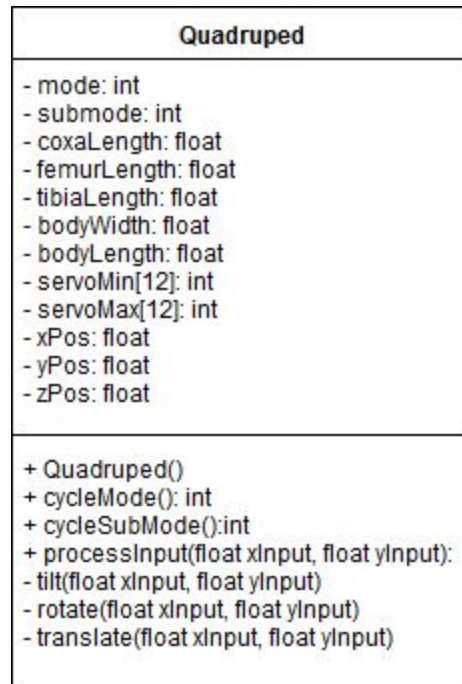 Quadruped
- mode: int
- submode: int
- coxaLength: float
- femurLength: float
- tibiaLength: float
- bodyWidth: float
- bodyLength: float
- servoMin[12]: int
- servoMax[12]: int
- xPos: float
- yPos: float
- zPos: float
+ Quadruped()
+ cycleMode(): int
+ cycleSubMode():int
+ processInput(float xInput, float yInput):
- tilt(float xInput, float yInput)
- rotate(float xInput, float yInput)
- translate(float xInput, float yInput)